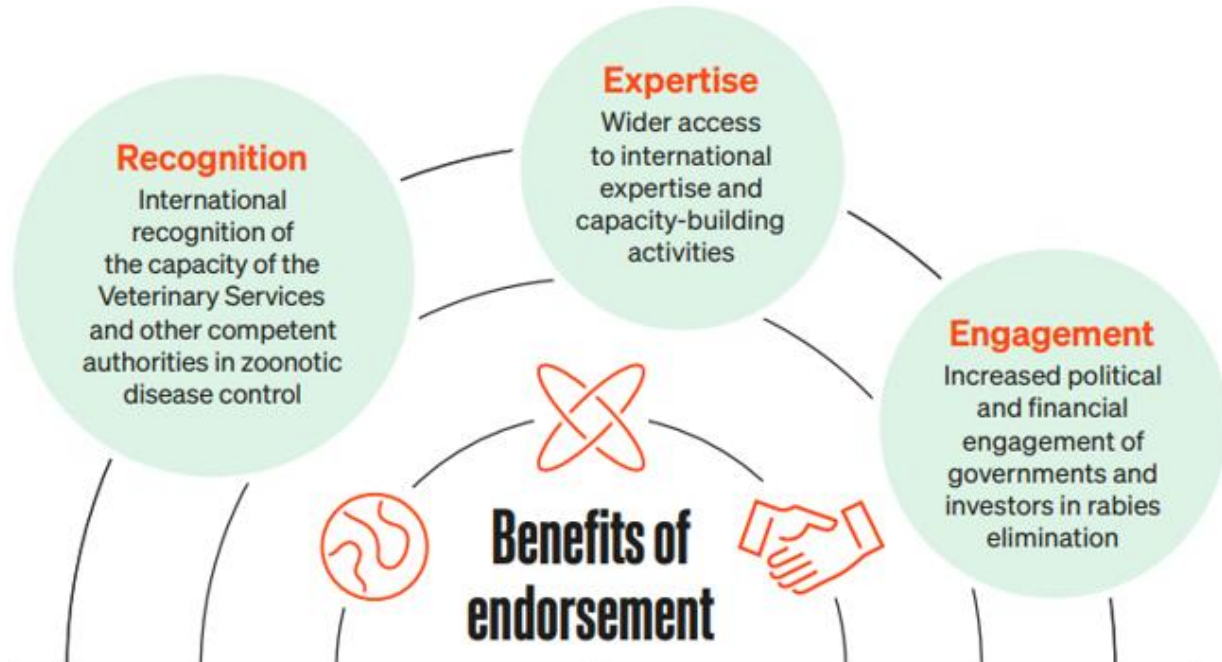 Recognition
International
recognition of
the capacity of the
Veterinary Services
and other competent
authorities in zoonotic
disease control
Expertise
Wider access
to international
expertise and
capacity-building
activities
Engagement
Increased political
and financial
engagement of
governments and
investors in rabies
elimination
Benefits of
endorsement